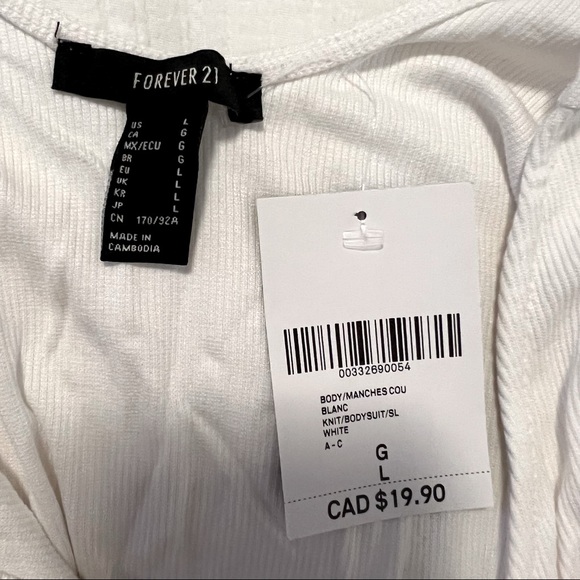 FOREVER 21
US L
CA G
MX/ECU G
BR G
EU L
UK L
KR L
JP L
CN 170/92A
MADE IN
CAMBODIA
00332690054
BODY/MANCHES COU
BLANC
KNIT/BODYSUIT/SL
WHITE
A - C
G
L
CAD $19.90